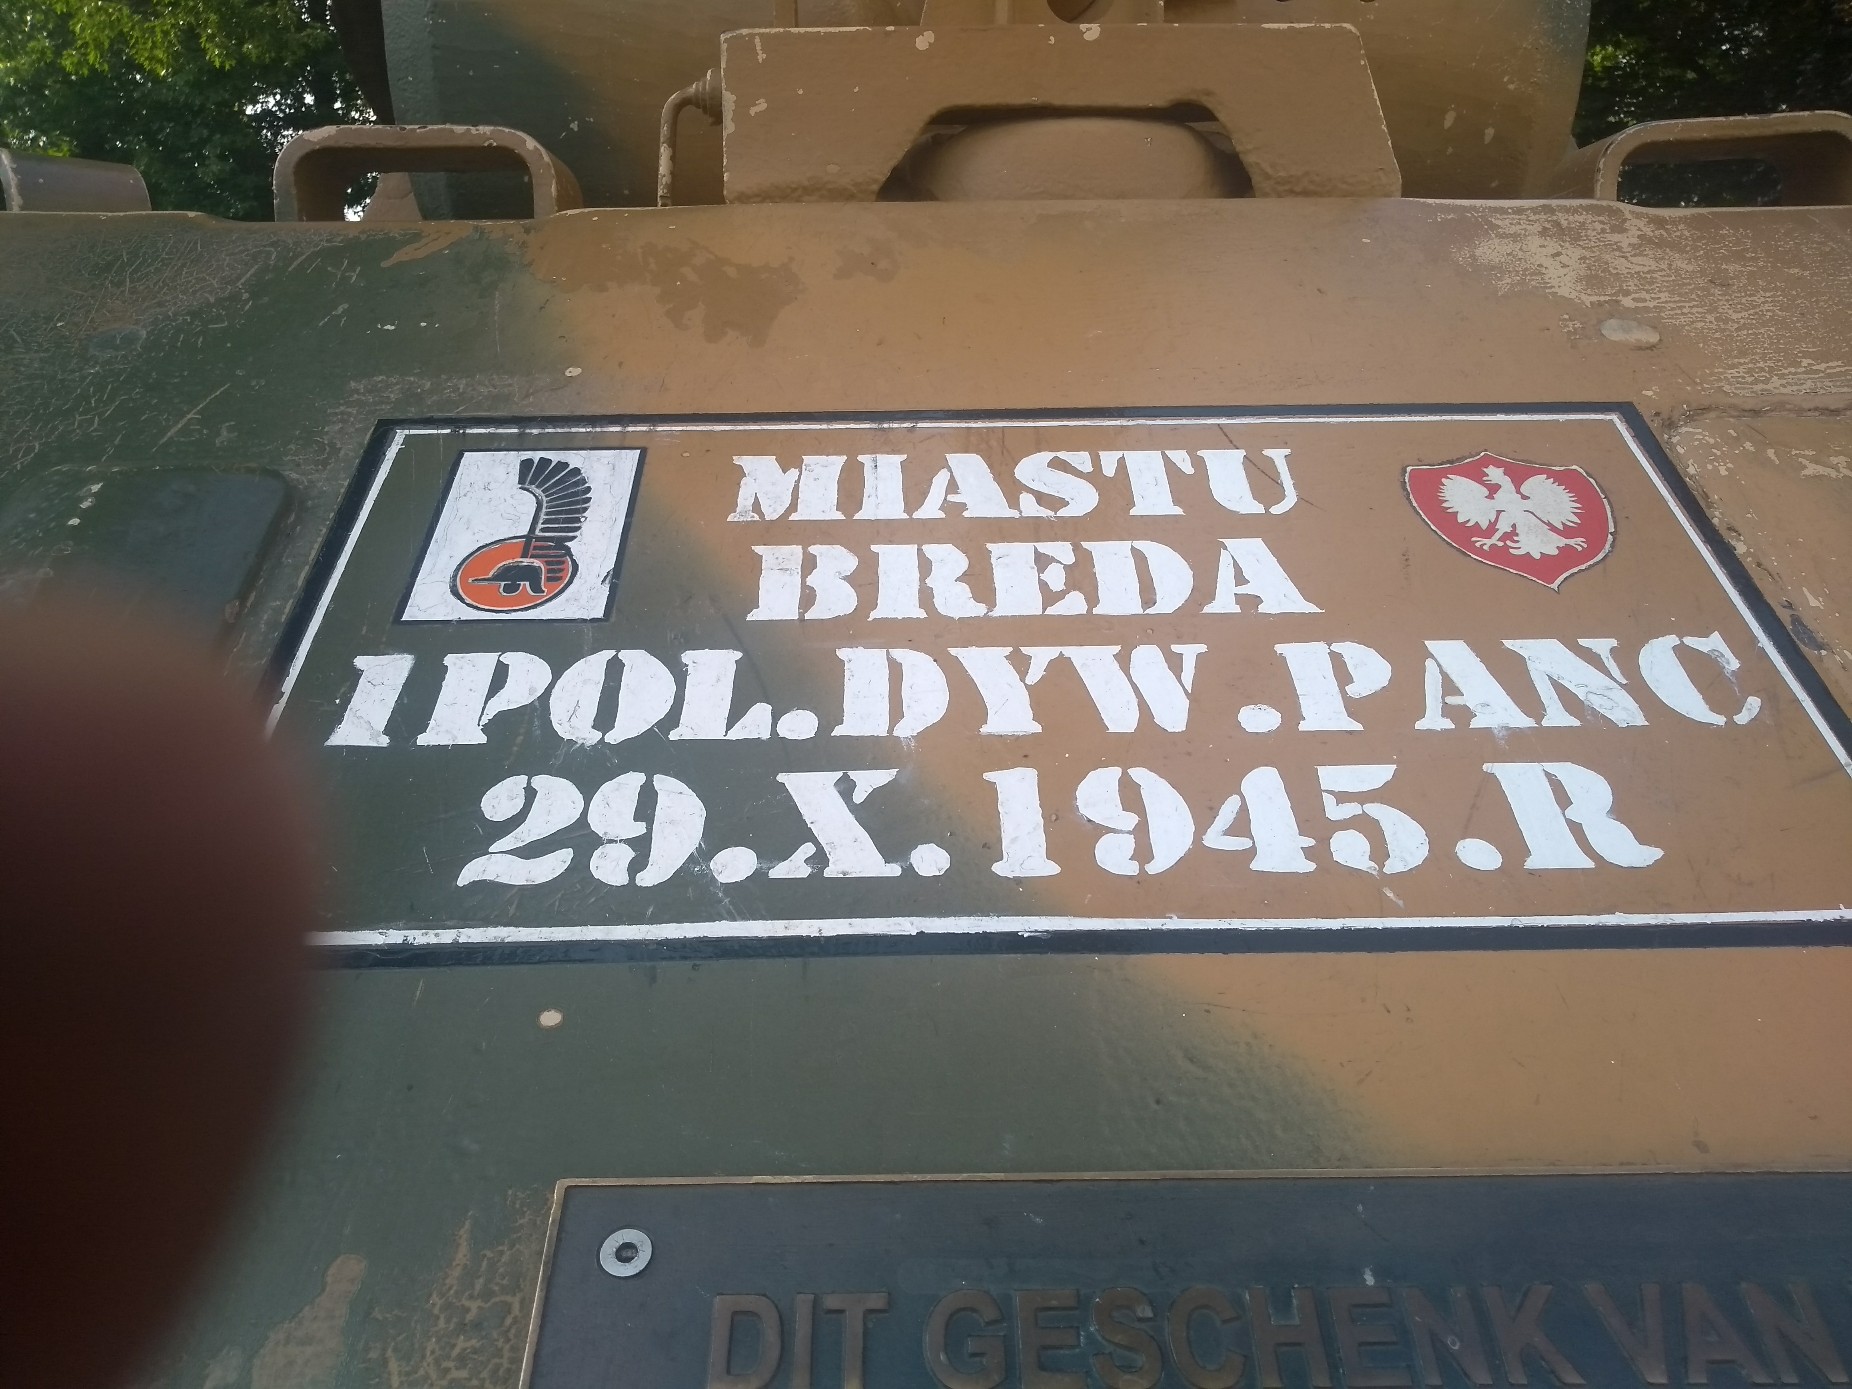 MIASTU
BREDA
1 POL. DYW. PANC
29.X.1945.R
DIT GESCHENK VAN